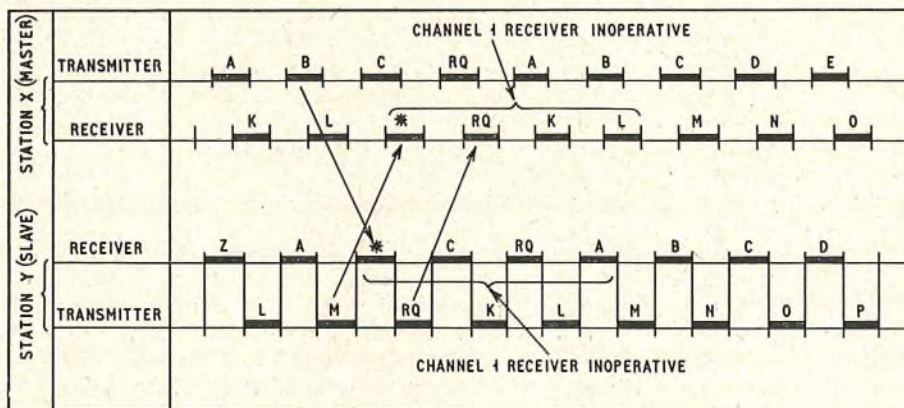 CHANNEL 1 RECEIVER INOPERATIVE
STATION X (MASTER)
TRANSMITTER A B C RQ A B C D E
RECEIVER K L * RQ K L M N O
STATION Y (SLAVE)
RECEIVER Z A * C RQ A B C D
TRANSMITTER L M RQ K L M N O P
CHANNEL 1 RECEIVER INOPERATIVE